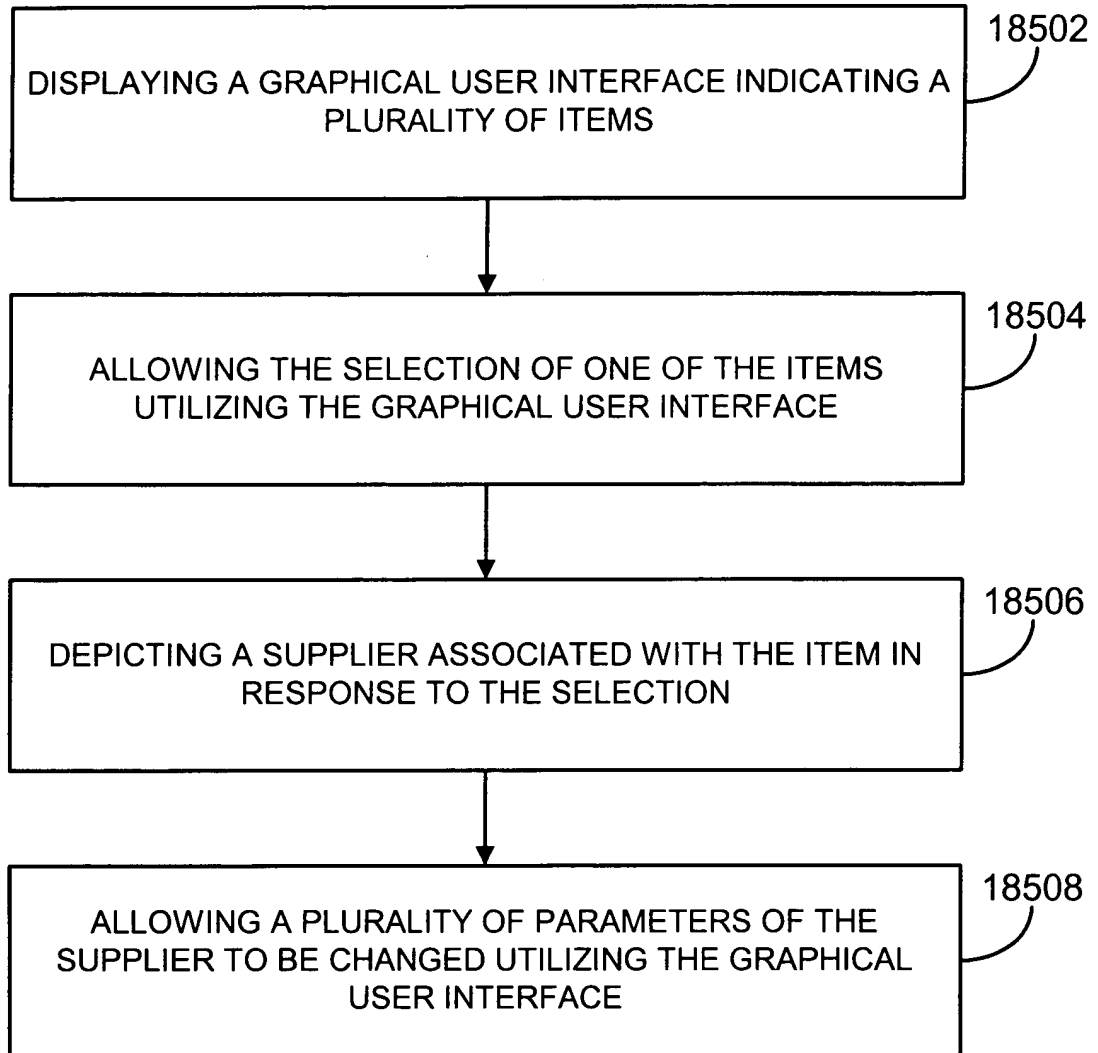 18502
DISPLAYING A GRAPHICAL USER INTERFACE INDICATING A
PLURALITY OF ITEMS
18504
ALLOWING THE SELECTION OF ONE OF THE ITEMS
UTILIZING THE GRAPHICAL USER INTERFACE
18506
DEPICTING A SUPPLIER ASSOCIATED WITH THE ITEM IN
RESPONSE TO THE SELECTION
18508
ALLOWING A PLURALITY OF PARAMETERS OF THE
SUPPLIER TO BE CHANGED UTILIZING THE GRAPHICAL
USER INTERFACE